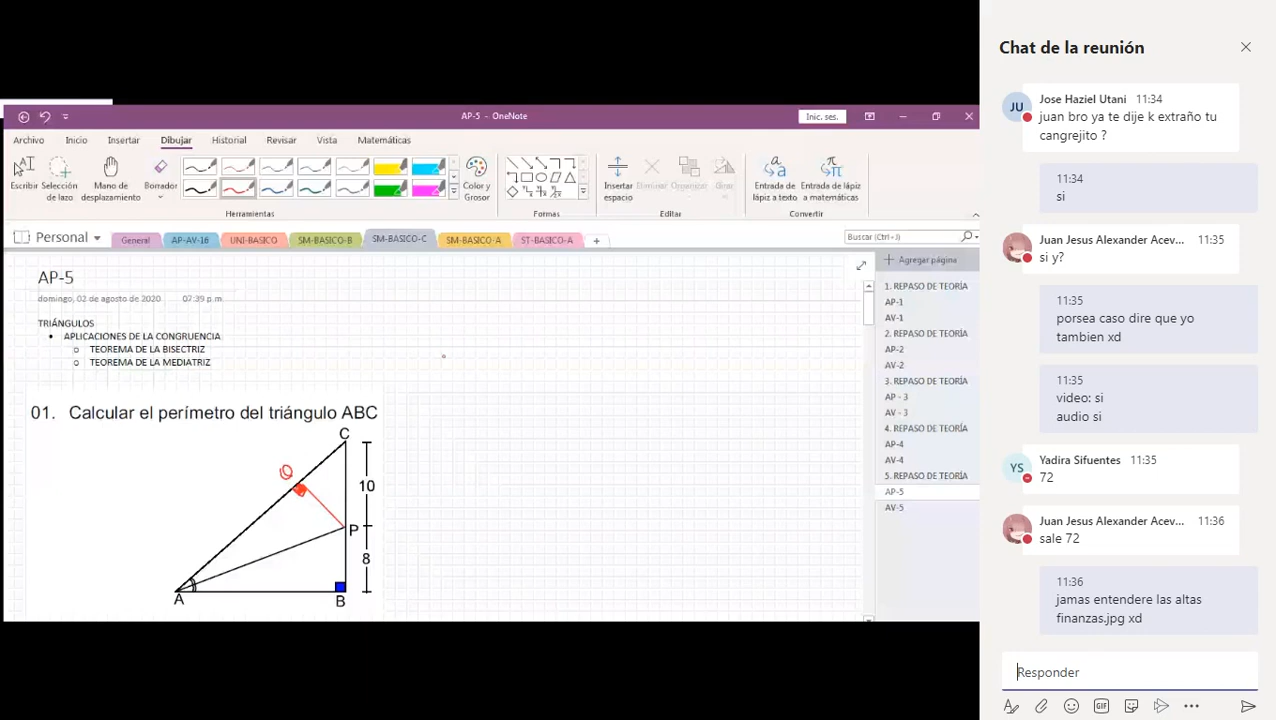 AP-5 - OneNote
Inic. ses.
Archivo
Inicio
Insertar
Dibujar
Historial
Revisar
Vista
Matemáticas
Escribir
Selección
de lazo
Mano de
desplazamiento
Borrador
Color y
Grosor
Insertar
espacio
Eliminar
Organizar
Girar
Entrada de
lápiz a texto
Entrada de lápiz
a matemáticas
Herramientas
Formas
Editar
Convertir
Personal
General
AP-AV-16
UNI-BASICO
SM-BASICO-B
SM-BASICO-C
SM-BASICO-A
ST-BASICO-A
Buscar (Ctrl+J)
AP-5
domingo, 02 de agosto de 2020 07:39 p.m.
TRIÁNGULOS
• APLICACIONES DE LA CONGRUENCIA
○ TEOREMA DE LA BISECTRIZ
○ TEOREMA DE LA MEDIATRIZ
01. Calcular el perímetro del triángulo ABC
C
10
P
8
A
B
Agregar página
1. REPASO DE TEORÍA
AP-1
AV-1
2. REPASO DE TEORÍA
AP-2
AV-2
3. REPASO DE TEORÍA
AP - 3
AV - 3
4. REPASO DE TEORÍA
AP-4
AV-4
5. REPASO DE TEORÍA
AP-5
AV-5
Chat de la reunión
JU
Jose Haziel Utani 11:34
juan bro ya te dije k extraño tu
cangrejito ?
11:34
si
Juan Jesus Alexander Acev... 11:35
si y?
11:35
porsea caso dire que yo
tambien xd
11:35
video: si
audio si
YS
Yadira Sifuentes 11:35
72
Juan Jesus Alexander Acev... 11:36
sale 72
11:36
jamas entendere las altas
finanzas.jpg xd
Responder
GIF